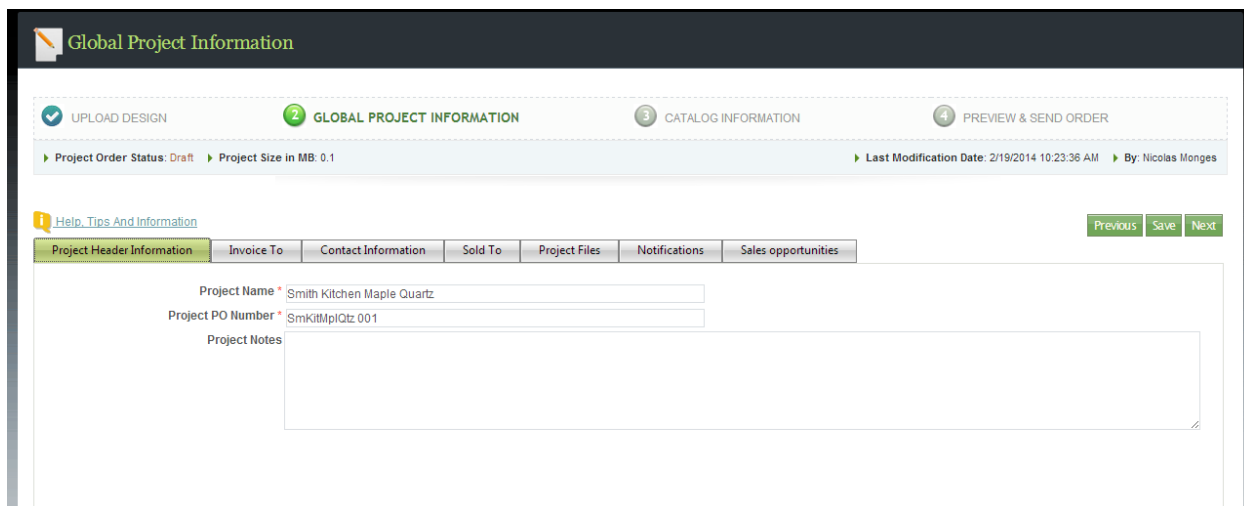 Global Project Information
UPLOAD DESIGN 2 GLOBAL PROJECT INFORMATION 3 CATALOG INFORMATION 4 PREVIEW & SEND ORDER
Project Order Status: Draft Project Size in MB: 0.1 Last Modification Date: 2/19/2014 10:23:36 AM By: Nicolas Monges
i Help, Tips And Information
Previous Save Next
Project Header Information Invoice To Contact Information Sold To Project Files Notifications Sales opportunities
Project Name * Smith Kitchen Maple Quartz
Project PO Number * SmKitMplQtz 001
Project Notes